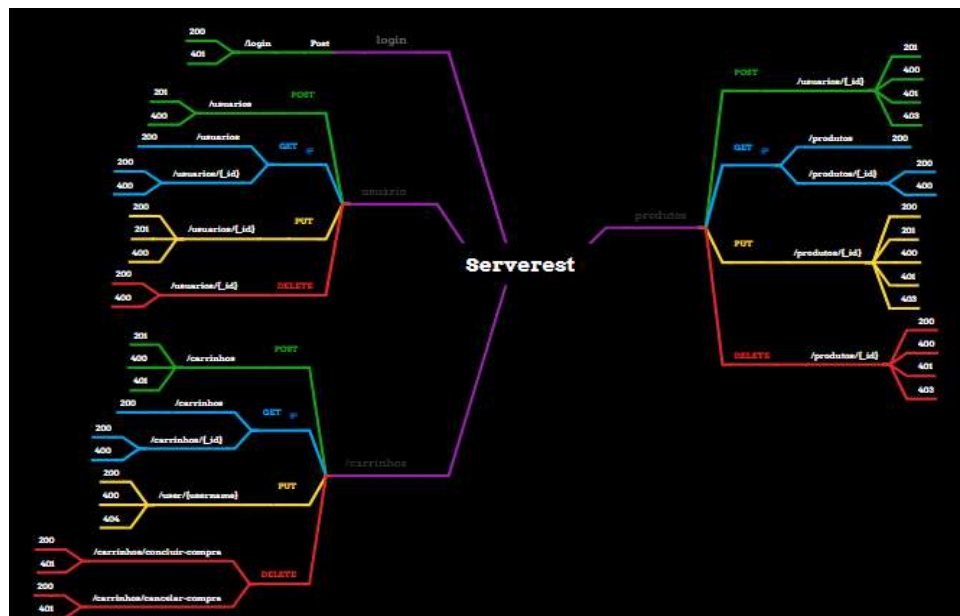 Serverest
login
Post
/login
200
401
usuário
POST
/usuarios
201
400
GET
/usuarios
200
/usuarios/{_id}
200
400
PUT
/usuarios/{_id}
200
201
400
DELETE
/usuarios/{_id}
200
400
/carrinhos
POST
/carrinhos
201
400
401
GET
/carrinhos
200
/carrinhos/{_id}
200
400
PUT
/user/{username}
200
400
404
DELETE
/carrinhos/concluir-compra
200
401
/carrinhos/cancelar-compra
200
401
produtos
POST
/usuarios/{_id}
201
400
401
403
GET
/produtos
200
/produtos/{_id}
200
400
PUT
/produtos/{_id}
200
201
400
401
403
DELETE
/produtos/{_id}
200
400
401
403